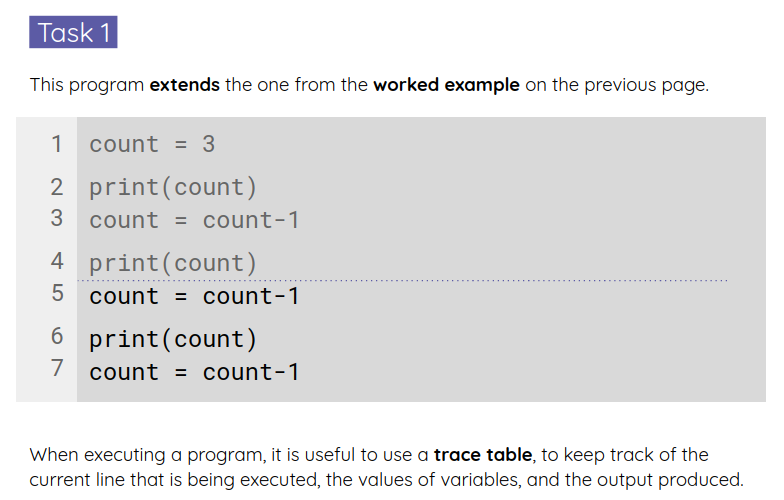 Task 1
This program extends the one from the worked example on the previous page.
1 count = 3
2 print(count)
3 count = count-1
4 print(count)
5 count = count-1
6 print(count)
7 count = count-1
When executing a program, it is useful to use a trace table, to keep track of the
current line that is being executed, the values of variables, and the output produced.